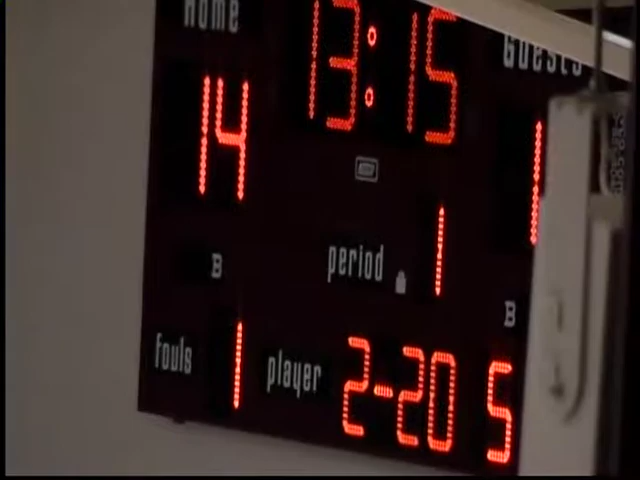 Home 13:15 Guests
14 1
period 1
B B
fouls 1 player 2-20 5